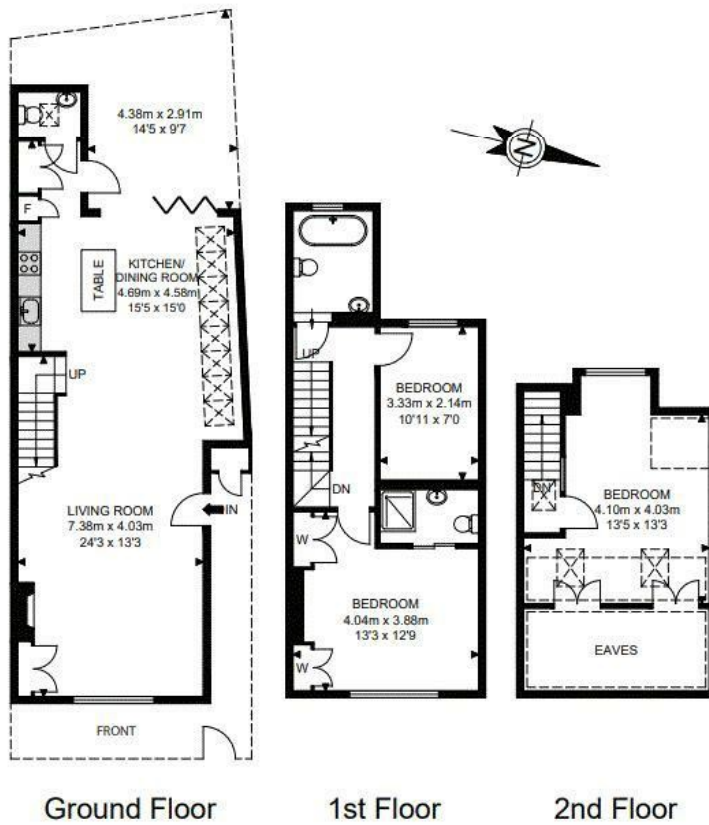 4.38m x 2.91m
14'5 x 9'7
F
TABLE
KITCHEN/
DINING ROOM
4.69m x 4.58m
15'5 x 15'0
UP
LIVING ROOM
7.38m x 4.03m
24'3 x 13'3
IN
FRONT
Ground Floor
N
UP
BEDROOM
3.33m x 2.14m
10'11 x 7'0
DN
W
BEDROOM
4.04m x 3.88m
13'3 x 12'9
W
1st Floor
DN
BEDROOM
4.10m x 4.03m
13'5 x 13'3
EAVES
2nd Floor